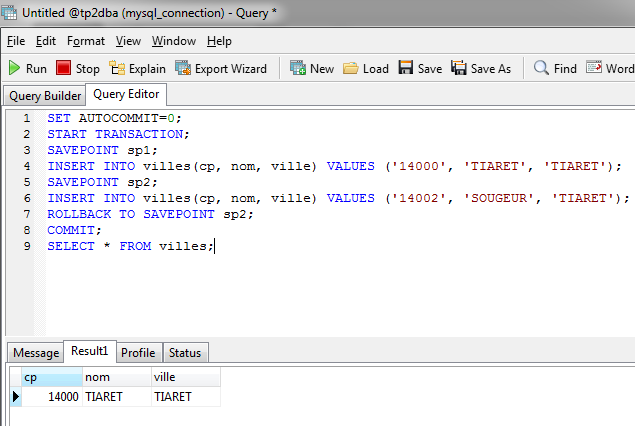 Untitled @tp2dba (mysql_connection) - Query *
File Edit Format View Window Help
Run Stop Explain Export Wizard New Load Save Save As Find Word
Query Builder Query Editor
1 SET AUTOCOMMIT=0;
2 START TRANSACTION;
3 SAVEPOINT sp1;
4 INSERT INTO villes(cp, nom, ville) VALUES ('14000', 'TIARET', 'TIARET');
5 SAVEPOINT sp2;
6 INSERT INTO villes(cp, nom, ville) VALUES ('14002', 'SOUGEUR', 'TIARET');
7 ROLLBACK TO SAVEPOINT sp2;
8 COMMIT;
9 SELECT * FROM villes;
Message Result1 Profile Status
cp nom ville
14000 TIARET TIARET